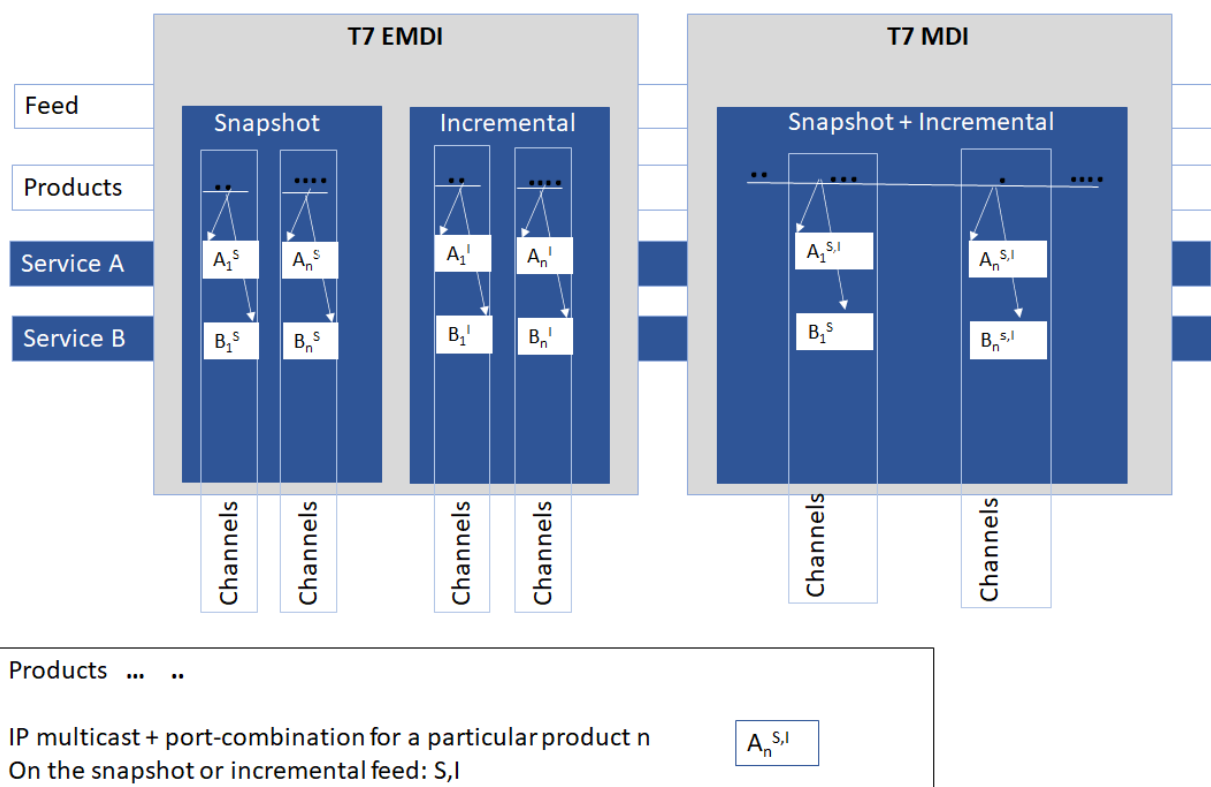 T7 EMDI
T7 MDI
Feed
Snapshot
Incremental
Snapshot + Incremental
Products
.. .... .. .... .. ... . ....
Service A
A₁ˢ
Aₙˢ
A₁ᴵ
Aₙᴵ
A₁ˢ,ᴵ
Aₙˢ,ᴵ
Service B
B₁ˢ
Bₙˢ
B₁ᴵ
Bₙᴵ
B₁ˢ
Bₙˢ,ᴵ
Channels
Channels
Channels
Channels
Channels
Channels
Products ... ..
IP multicast + port-combination for a particular product n
Aₙˢ,ᴵ
On the snapshot or incremental feed: S,I